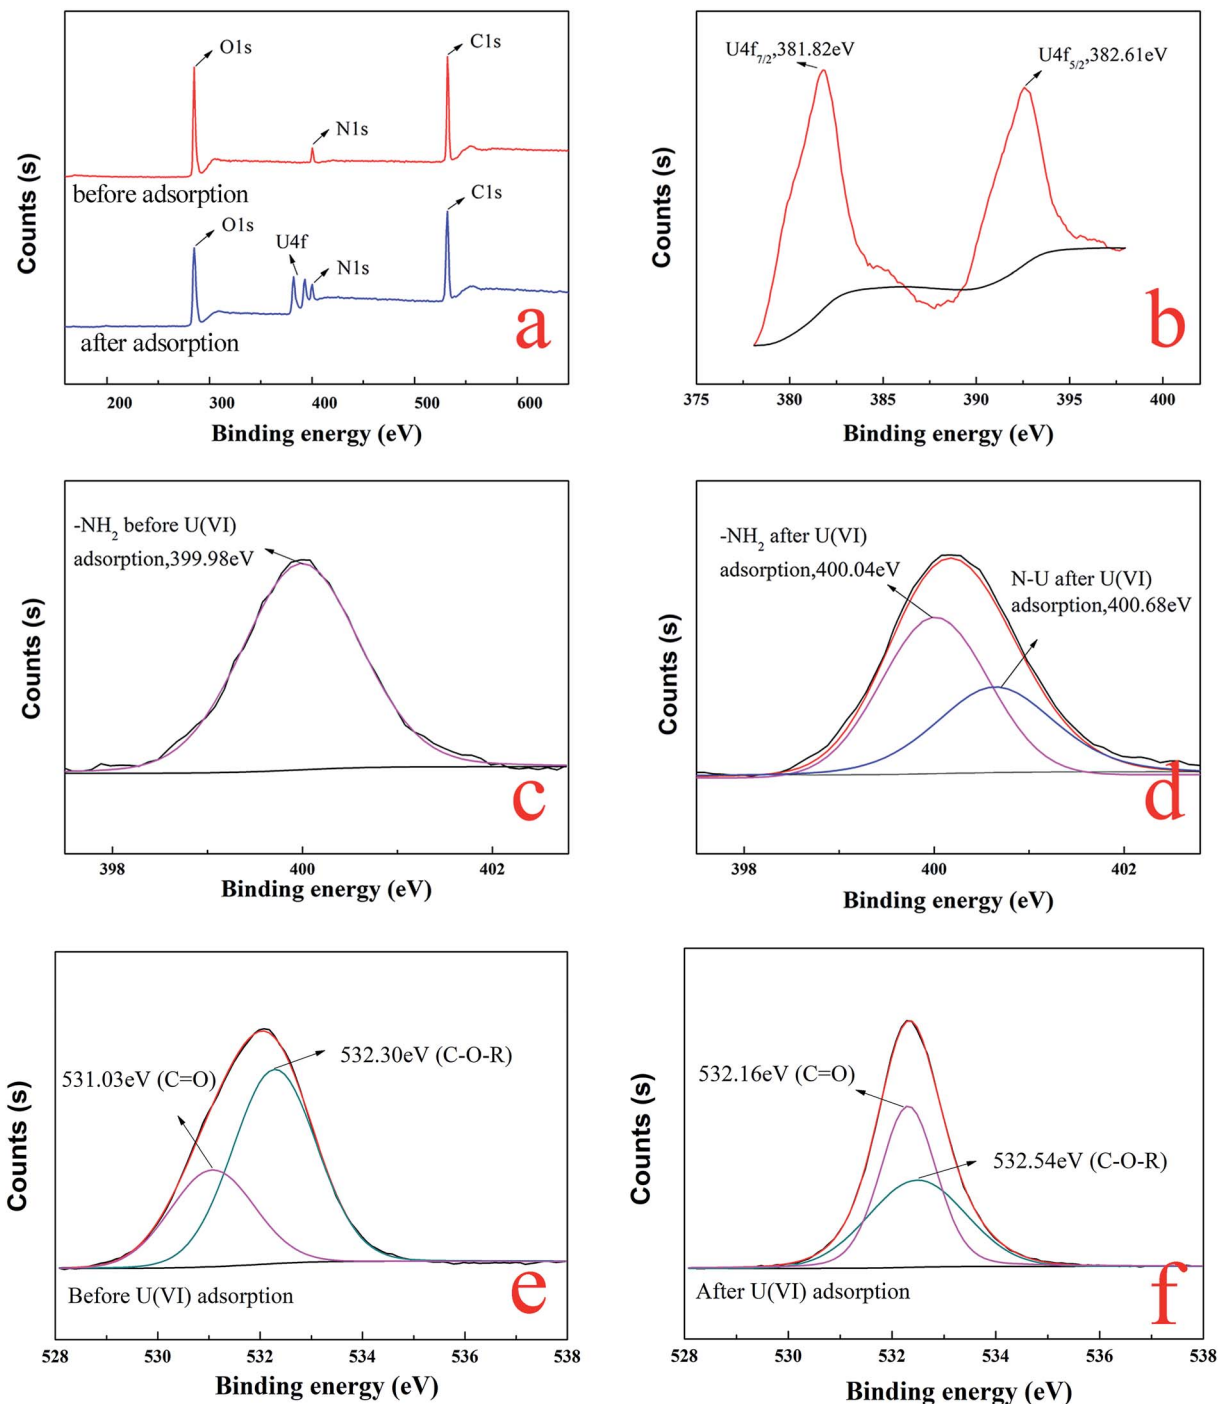 O1s
C1s
N1s
before adsorption
C1s
O1s
U4f
N1s
after adsorption
a
Counts (s)
200 300 400 500 600
Binding energy (eV)
U4f7/2,381.82eV
U4f5/2,382.61eV
b
Counts (s)
375 380 385 390 395 400
Binding energy (eV)
-NH2 before U(VI)
adsorption,399.98eV
c
Counts (s)
398 400 402
Binding energy (eV)
-NH2 after U(VI)
adsorption,400.04eV
N-U after U(VI)
adsorption,400.68eV
d
Counts (s)
398 400 402
Binding energy (eV)
532.30eV (C-O-R)
531.03eV (C=O)
Before U(VI) adsorption
e
Counts (s)
528 530 532 534 536 538
Binding energy (eV)
532.16eV (C=O)
532.54eV (C-O-R)
After U(VI) adsorption
f
Counts (s)
528 530 532 534 536 538
Binding energy (eV)